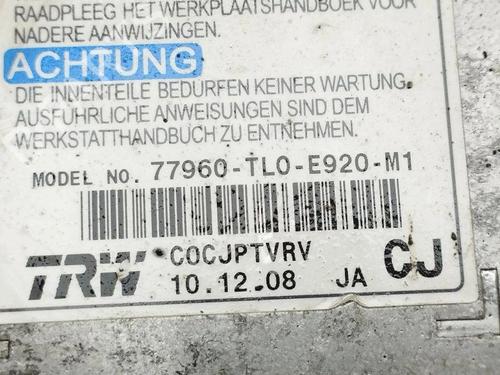 RAADPLEEG HET WERKPLAATSHANDBOEK VOOR
NADERE AANWIJZINGEN.
ACHTUNG
DIE INNENTEILE BEDURFEN KEINER WARTUNG.
AUSFÜHRLICHE ANWEISUNGEN SIND DEM
WERKSTATTHANDBUCH ZU ENTNEHMEN.
MODEL NO. 77960-TL0-E920-M1
TRW
C0CJPTVRV
10.12.08 JA
CJ